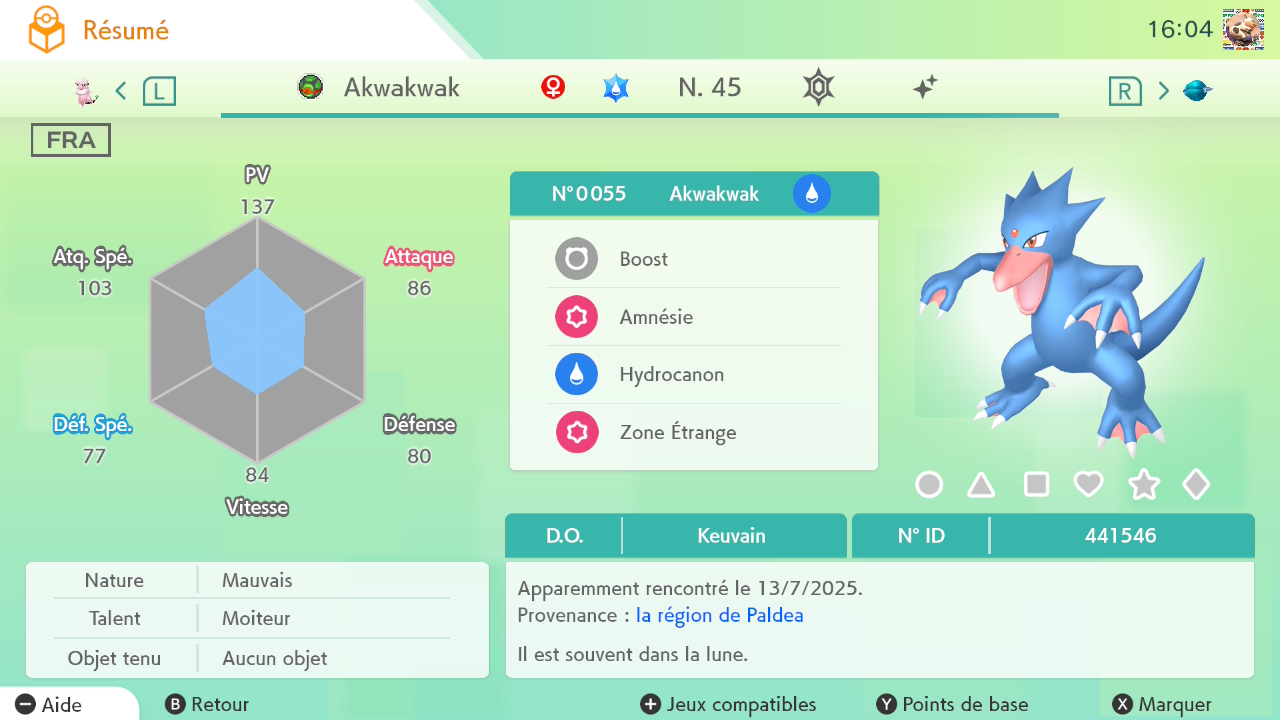 Résumé
16:04
L
Akwakwak
N. 45
R
FRA
PV
137
Atq. Spé.
103
Attaque
86
Déf. Spé.
77
Défense
80
84
Vitesse
N°0055 Akwakwak
Boost
Amnésie
Hydrocanon
Zone Étrange
D.O. Keuvain
N° ID 441546
Nature Mauvais
Talent Moiteur
Objet tenu Aucun objet
Apparemment rencontré le 13/7/2025.
Provenance : la région de Paldea
Il est souvent dans la lune.
Aide
B Retour
Jeux compatibles
Y Points de base
X Marquer